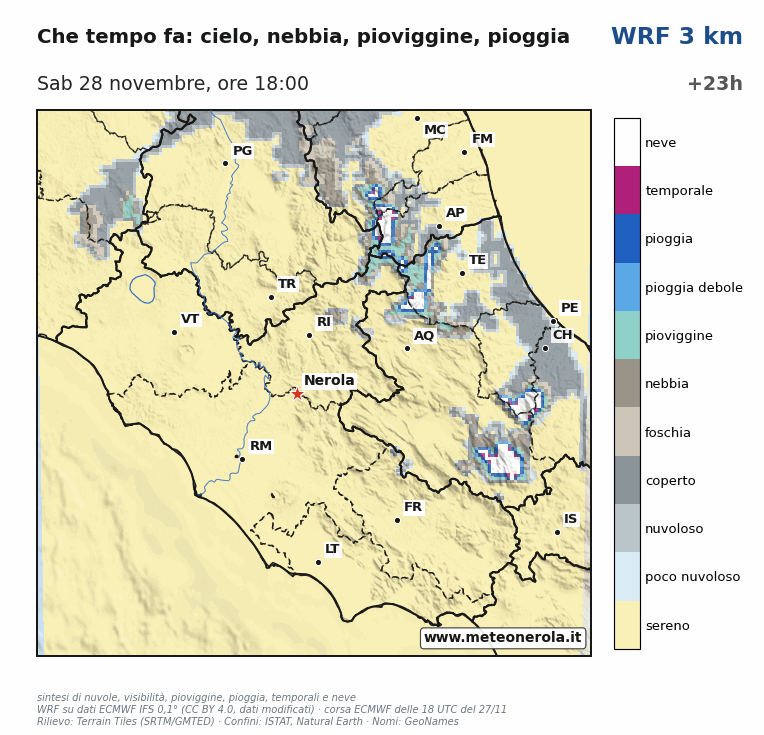 Che tempo fa: cielo, nebbia, pioviggine, pioggia
WRF 3 km
Sab 28 novembre, ore 18:00
+23h
MC
FM
PG
AP
TE
TR
PE
RI
VT
AQ
CH
Nerola
RM
FR
IS
LT
www.meteonerola.it
neve
temporale
pioggia
pioggia debole
pioviggine
nebbia
foschia
coperto
nuvoloso
poco nuvoloso
sereno
sintesi di nuvole, visibilità, pioviggine, pioggia, temporali e neve
WRF su dati ECMWF IFS 0,1° (CC BY 4.0, dati modificati) · corsa ECMWF delle 18 UTC del 27/11
Rilievo: Terrain Tiles (SRTM/GMTED) · Confini: ISTAT, Natural Earth · Nomi: GeoNames